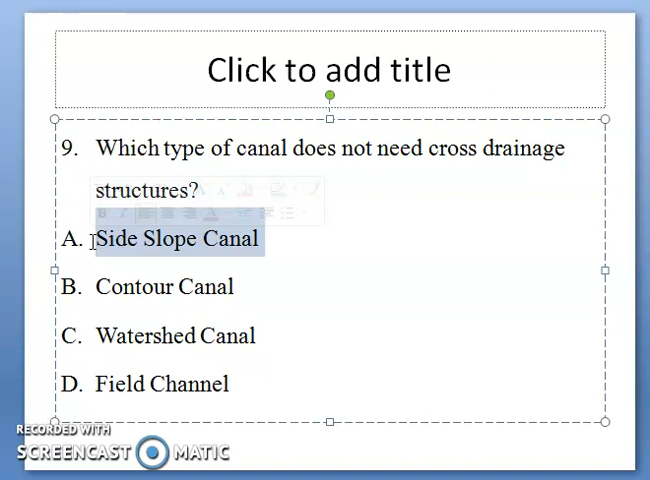 Click to add title
9. Which type of canal does not need cross drainage
structures?
A. Side Slope Canal
B. Contour Canal
C. Watershed Canal
D. Field Channel
RECORDED WITH
SCREENCAST MATIC